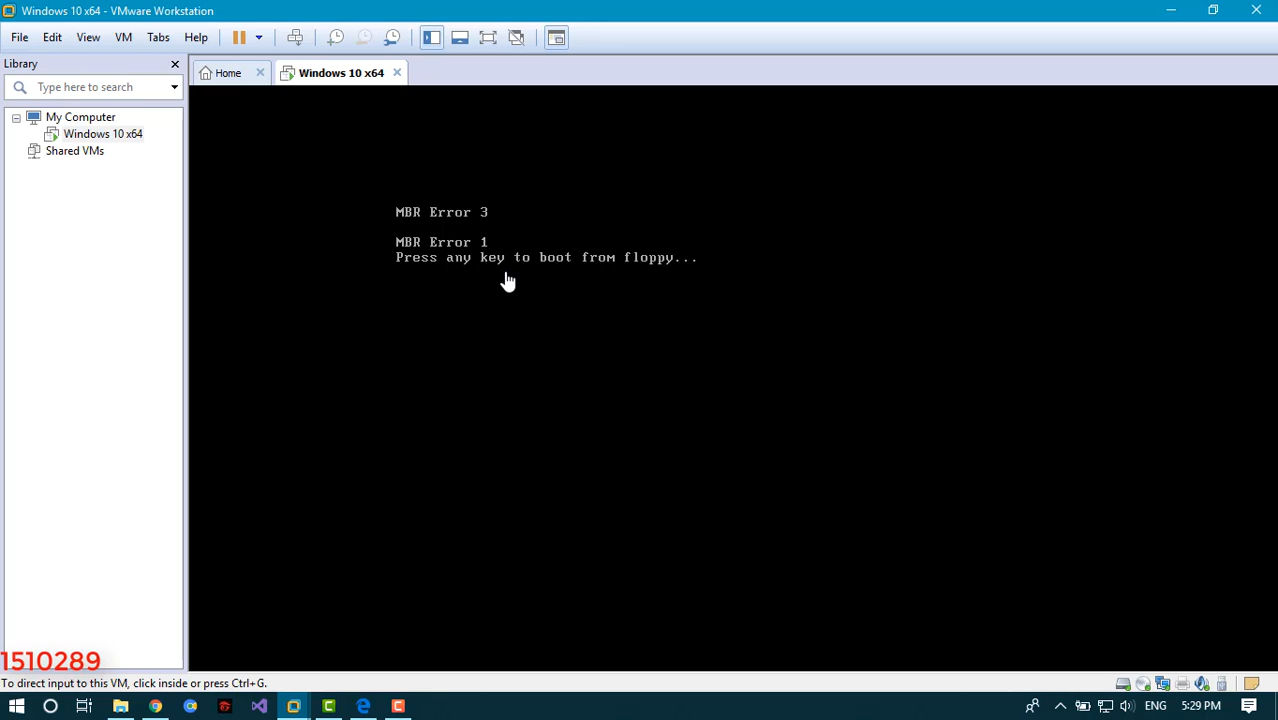 Windows 10 x64 - VMware Workstation
File Edit View VM Tabs Help
Library
Home
Windows 10 x64
Type here to search
My Computer
Windows 10 x64
Shared VMs
MBR Error 3
MBR Error 1
Press any key to boot from floppy...
1510289
To direct input to this VM, click inside or press Ctrl+G.
ENG
5:29 PM